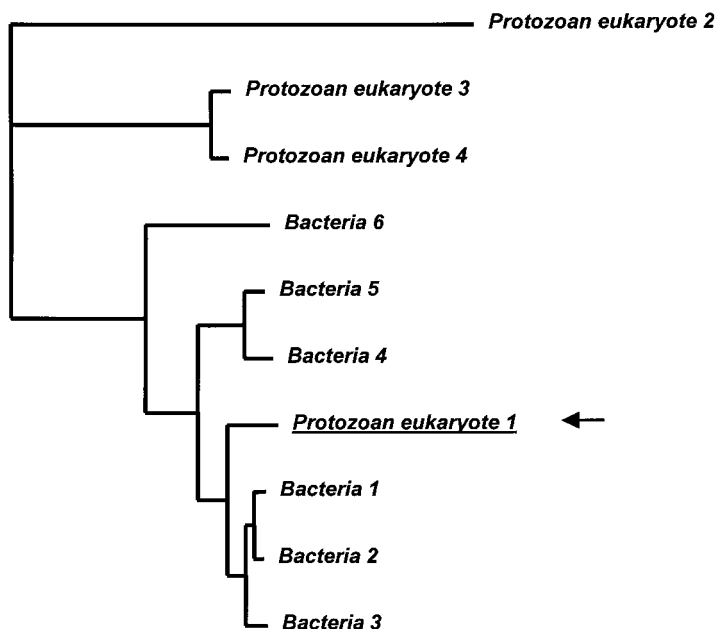 Protozoan eukaryote 2
Protozoan eukaryote 3
Protozoan eukaryote 4
Bacteria 6
Bacteria 5
Bacteria 4
Protozoan eukaryote 1
Bacteria 1
Bacteria 2
Bacteria 3